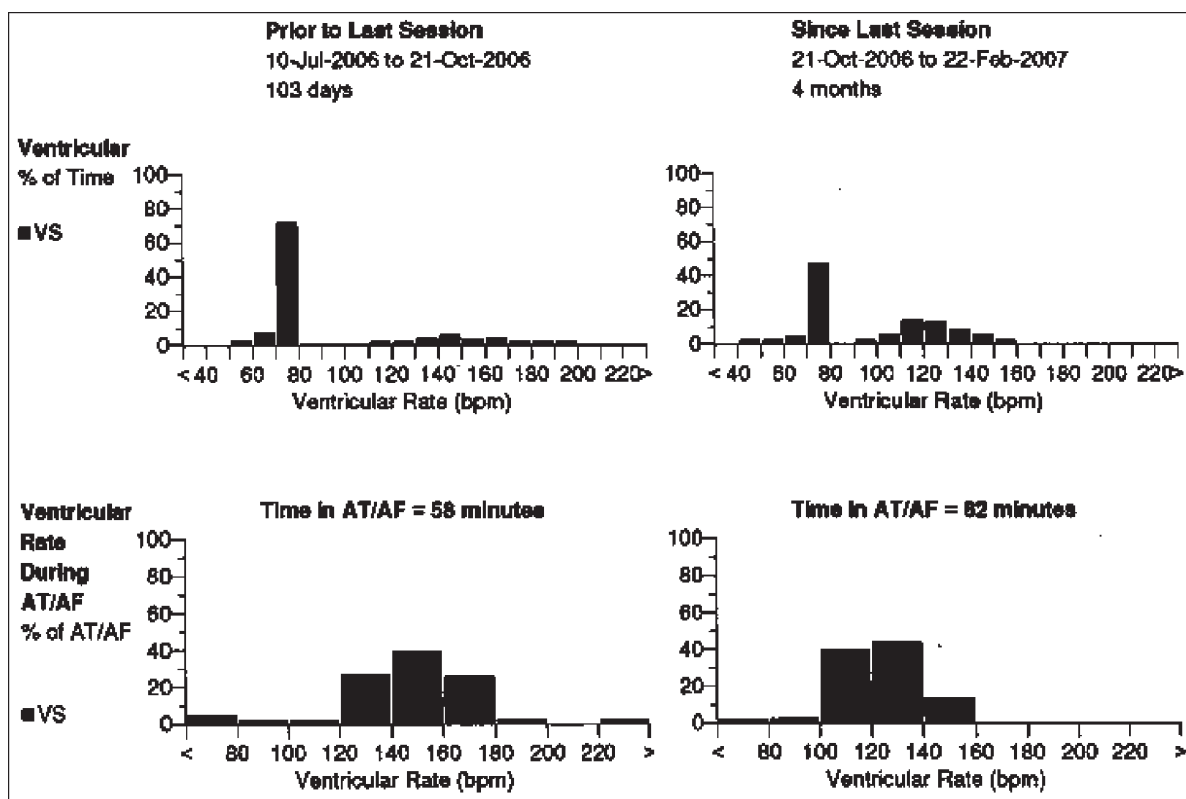 Prior to Last Session
10-Jul-2006 to 21-Oct-2006
103 days
Since Last Session
21-Oct-2006 to 22-Feb-2007
4 months
Ventricular
% of Time
VS
100
80
60
40
20
0
< 40 60 80 100 120 140 160 180 200 220 >
Ventricular Rate (bpm)
100
80
60
40
20
0
< 40 60 80 100 120 140 160 180 200 220 >
Ventricular Rate (bpm)
Ventricular
Rate
During
AT/AF
% of AT/AF
VS
Time in AT/AF = 58 minutes
100
80
60
40
20
0
< 80 100 120 140 160 180 200 220 >
Ventricular Rate (bpm)
Time in AT/AF = 82 minutes
100
80
60
40
20
0
< 80 100 120 140 160 180 200 220 >
Ventricular Rate (bpm)